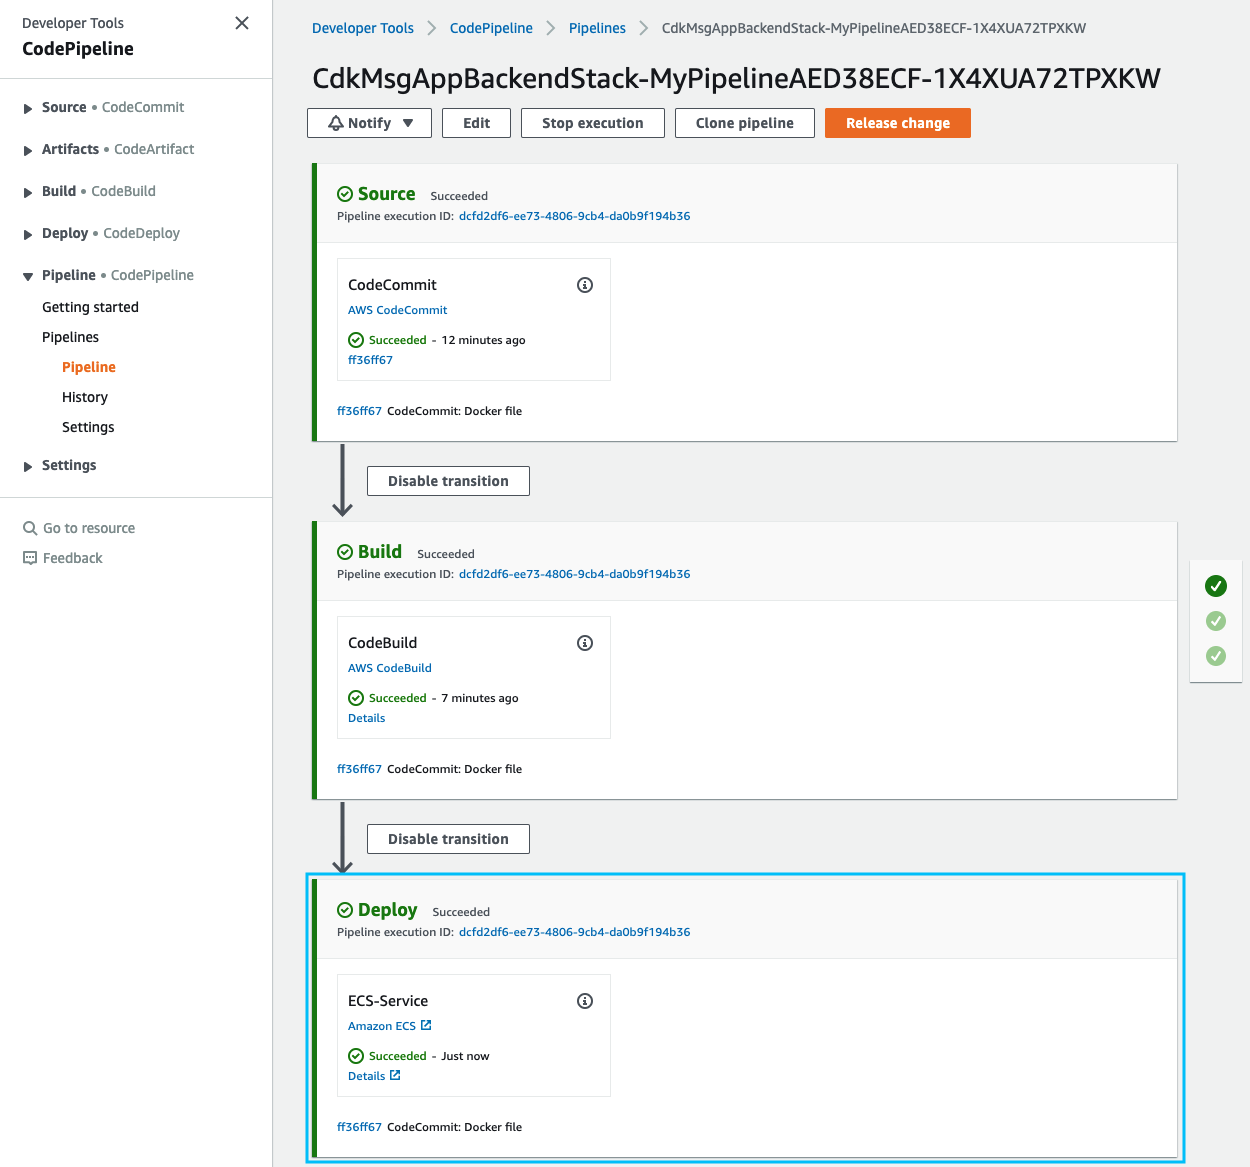 Developer Tools
CodePipeline
Source • CodeCommit
Artifacts • CodeArtifact
Build • CodeBuild
Deploy • CodeDeploy
Pipeline • CodePipeline
Getting started
Pipelines
Pipeline
History
Settings
Settings
Go to resource
Feedback
Developer Tools CodePipeline Pipelines CdkMsgAppBackendStack-MyPipelineAED38ECF-1X4XUA72TPXKW
CdkMsgAppBackendStack-MyPipelineAED38ECF-1X4XUA72TPXKW
Notify Edit Stop execution Clone pipeline Release change
Source Succeeded
Pipeline execution ID: dcfd2df6-ee73-4806-9cb4-da0b9f194b36
CodeCommit
AWS CodeCommit
Succeeded - 12 minutes ago
ff36ff67
ff36ff67 CodeCommit: Docker file
Disable transition
Build Succeeded
Pipeline execution ID: dcfd2df6-ee73-4806-9cb4-da0b9f194b36
CodeBuild
AWS CodeBuild
Succeeded - 7 minutes ago
Details
ff36ff67 CodeCommit: Docker file
Disable transition
Deploy Succeeded
Pipeline execution ID: dcfd2df6-ee73-4806-9cb4-da0b9f194b36
ECS-Service
Amazon ECS
Succeeded - Just now
Details
ff36ff67 CodeCommit: Docker file